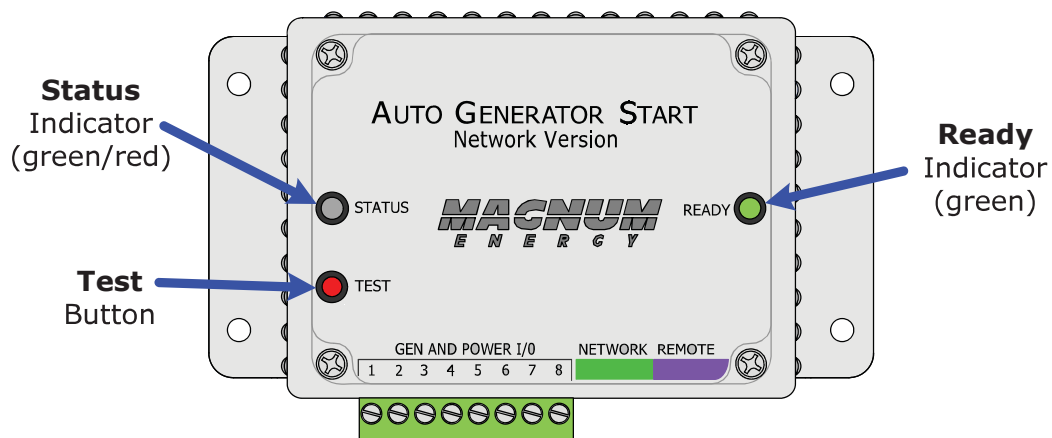 Status
Indicator
(green/red)
AUTO GENERATOR START
Network Version
Ready
Indicator
(green)
STATUS
MAGNUM
ENERGY
READY
Test
Button
TEST
GEN AND POWER I/0
NETWORK REMOTE
1 2 3 4 5 6 7 8